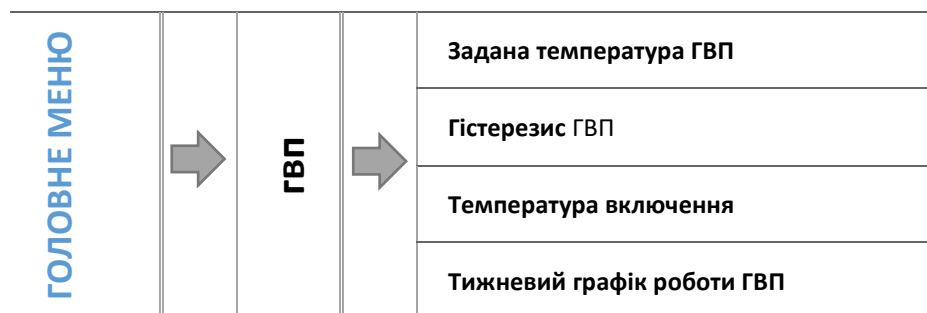 ГОЛОВНЕ МЕНЮ
ГВП
Задана температура ГВП
Гістерезис ГВП
Температура включення
Тижневий графік роботи ГВП